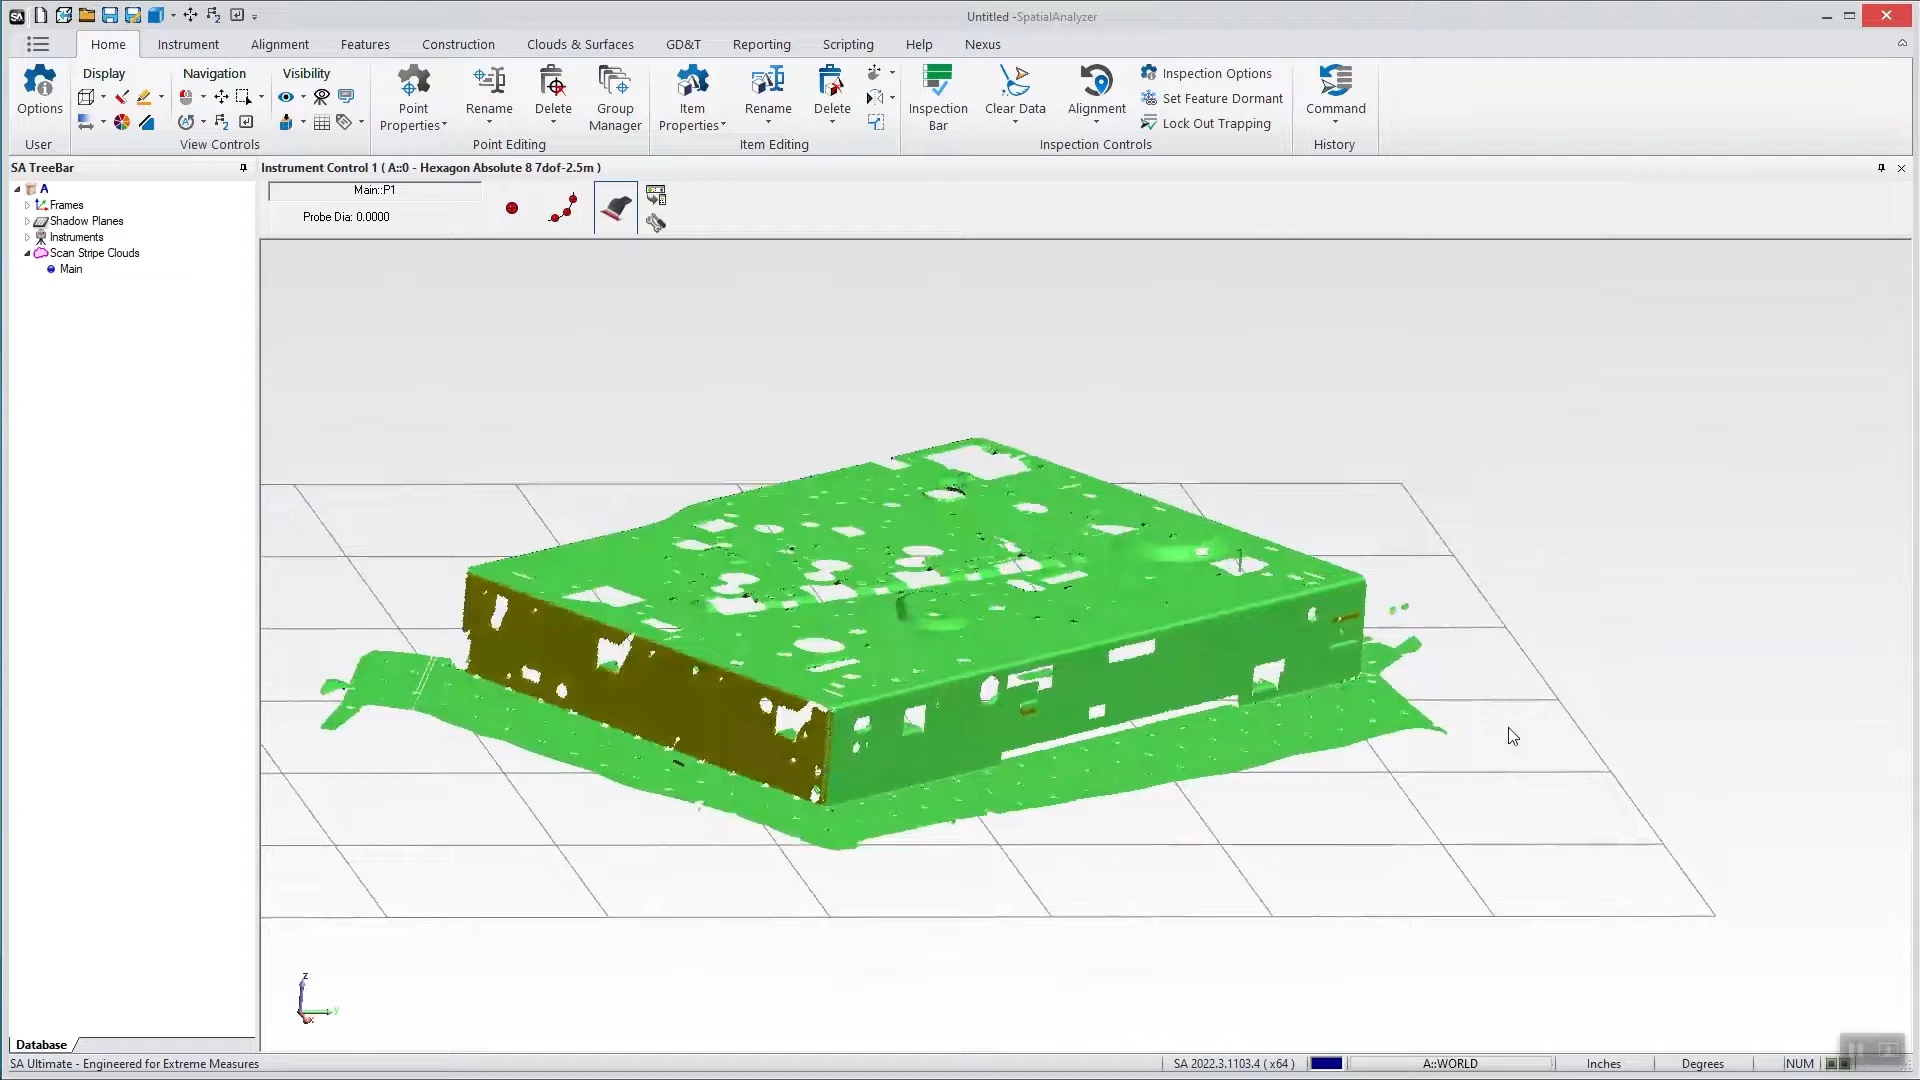 SA
Untitled -SpatialAnalyzer
Home Instrument Alignment Features Construction Clouds & Surfaces GD&T Reporting Scripting Help Nexus
Options
User
Display Navigation Visibility
View Controls
Point Properties Rename Delete Group Manager
Point Editing
Item Properties Rename Delete
Item Editing
Inspection Bar Clear Data Alignment
Inspection Options
Set Feature Dormant
Lock Out Trapping
Inspection Controls
Command
History
SA TreeBar
A
Frames
Shadow Planes
Instruments
Scan Stripe Clouds
Main
Database
Instrument Control 1 ( A::0 - Hexagon Absolute 8 7dof-2.5m )
Main::P1
Probe Dia: 0.0000
z
y
x
SA Ultimate - Engineered for Extreme Measures
SA 2022.3.1103.4 ( x64 )
A::WORLD
Inches
Degrees
NUM